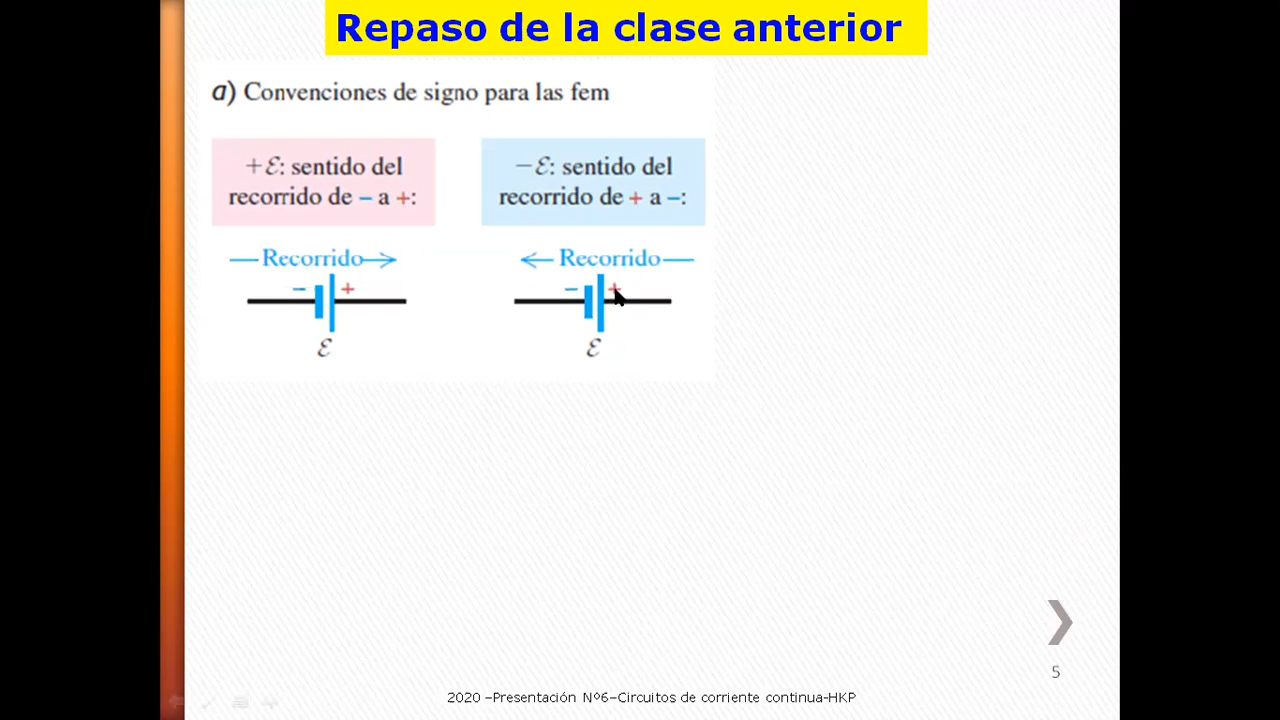 Repaso de la clase anterior
a) Convenciones de signo para las fem
+ℰ: sentido del
recorrido de − a +:
−ℰ: sentido del
recorrido de + a −:
Recorrido
− +
ℰ
Recorrido
− +
ℰ
5
2020 –Presentación Nº6–Circuitos de corriente continua-HKP